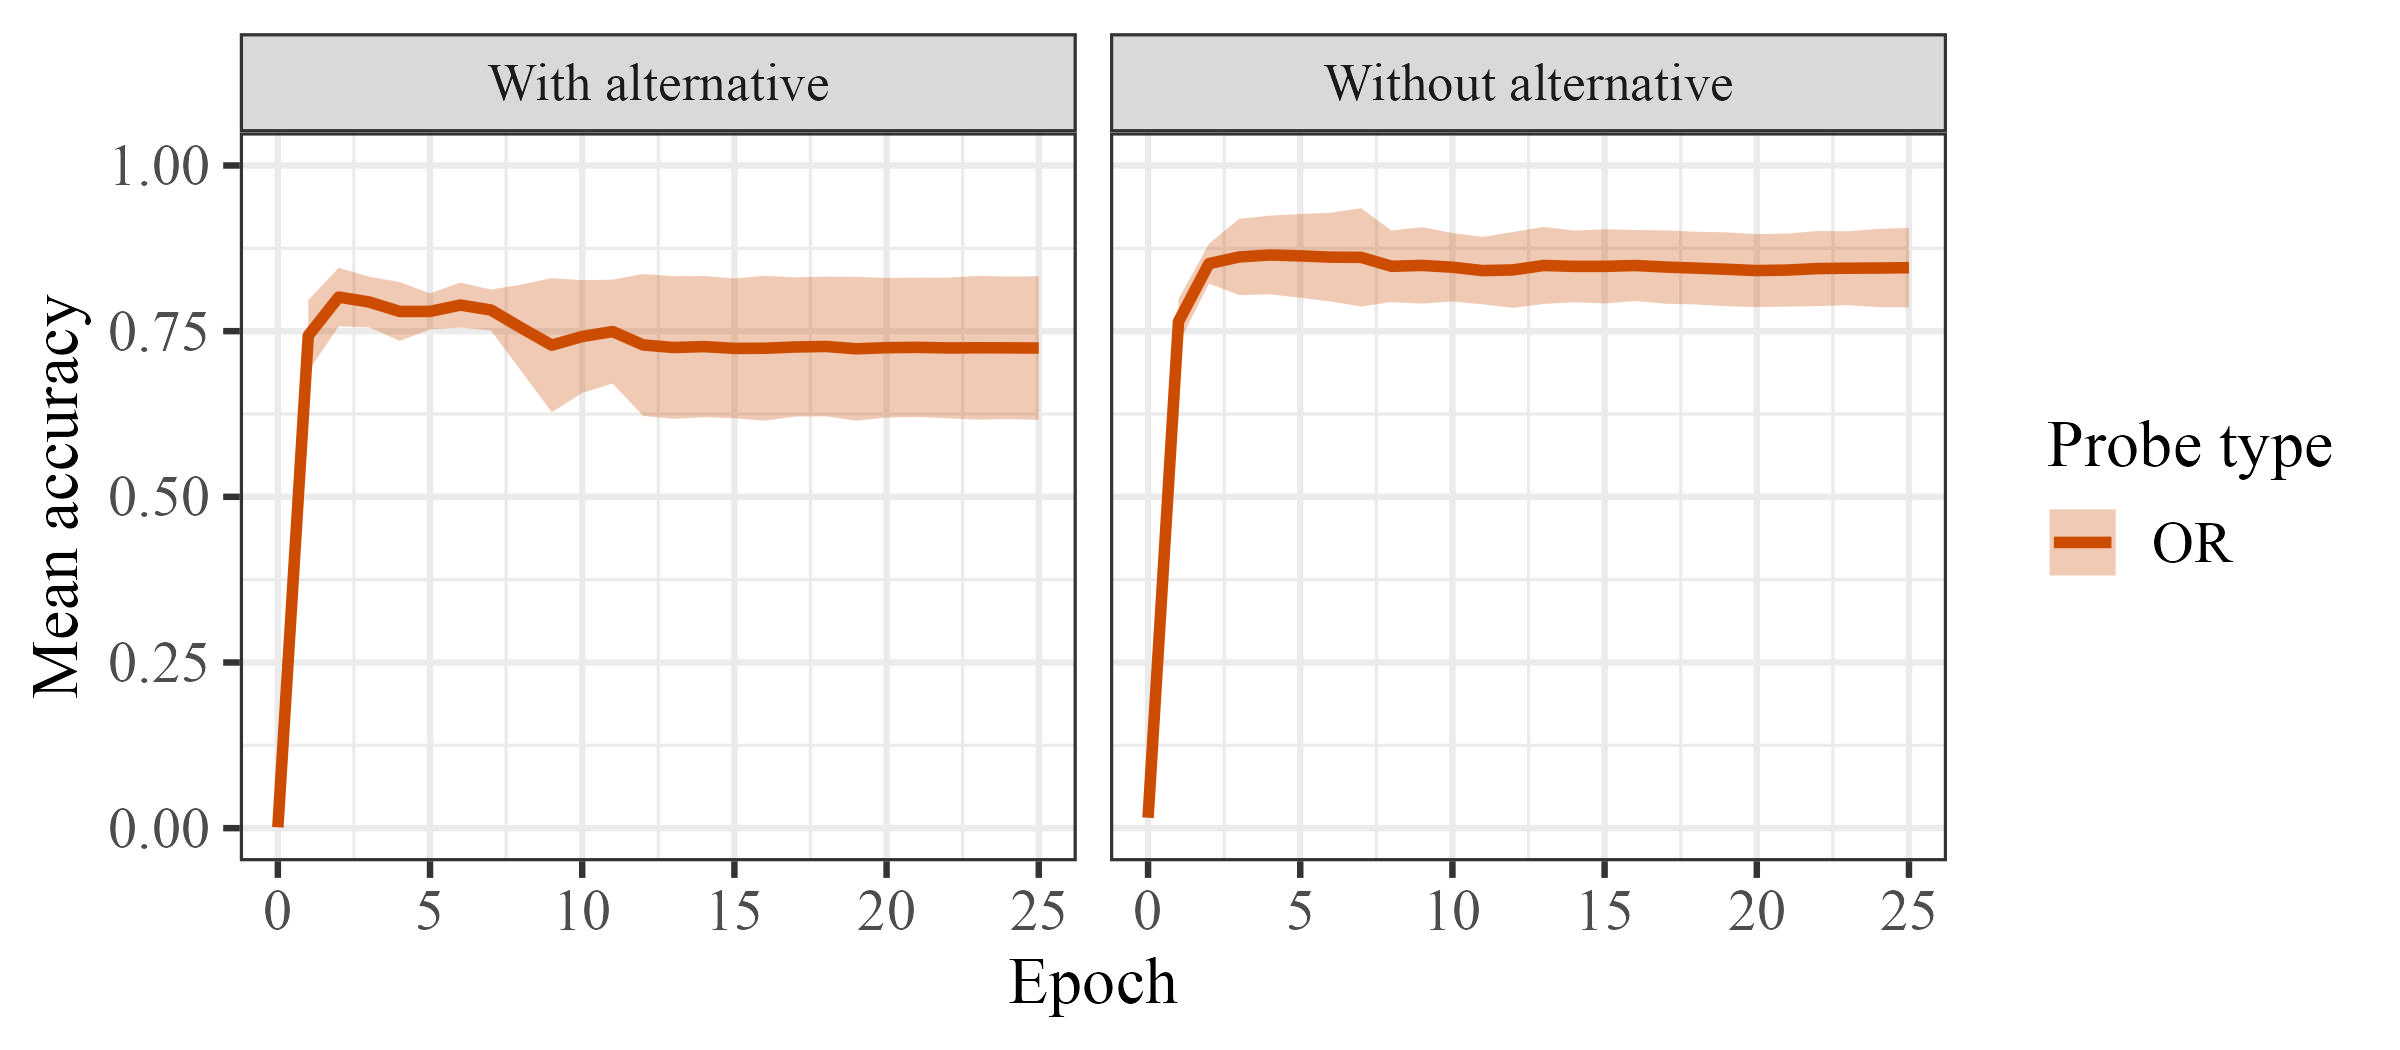 With alternative
Without alternative
Mean accuracy
1.00
0.75
0.50
0.25
0.00
0 5 10 15 20 25
0 5 10 15 20 25
Epoch
Probe type
OR